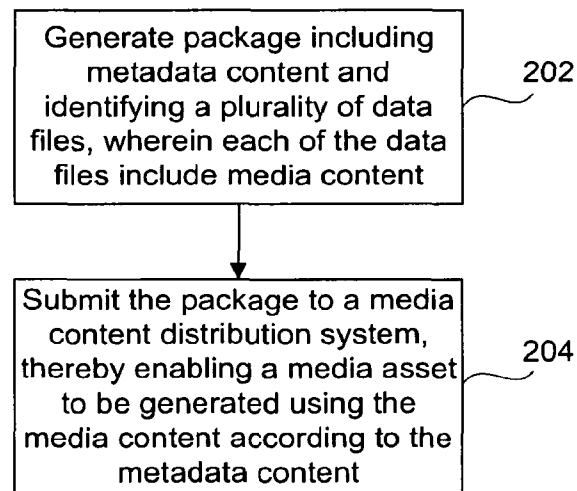 Generate package including
metadata content and
identifying a plurality of data
files, wherein each of the data
files include media content
202
Submit the package to a media
content distribution system,
thereby enabling a media asset
to be generated using the
media content according to the
metadata content
204